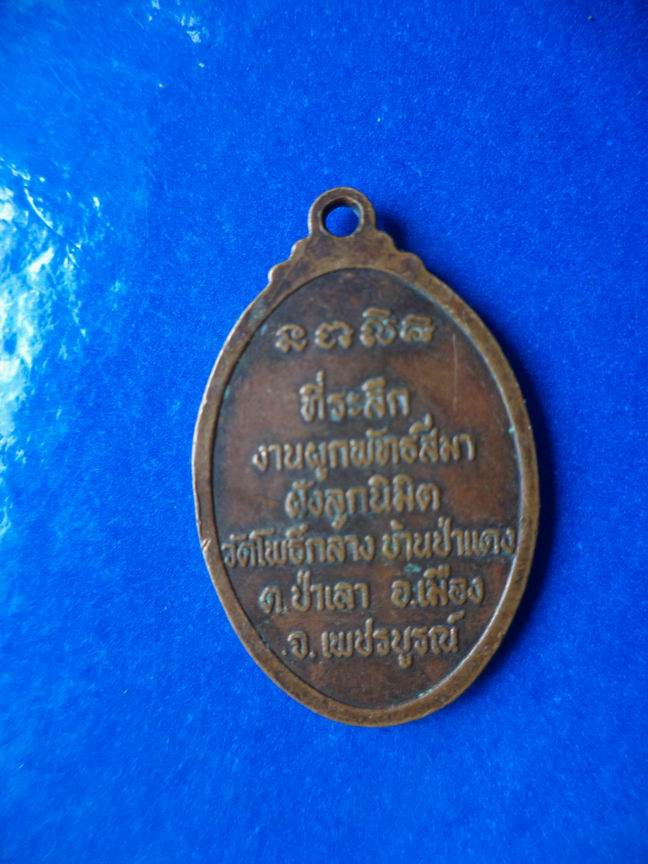 ที่ระลึก
งานผูกพัทธสีมา
ฝังลูกนิมิต
วัดโพธิ์กลาง บ้านป่าแดง
ต.ป่าเลา อ.เมือง
จ.เพชรบูรณ์